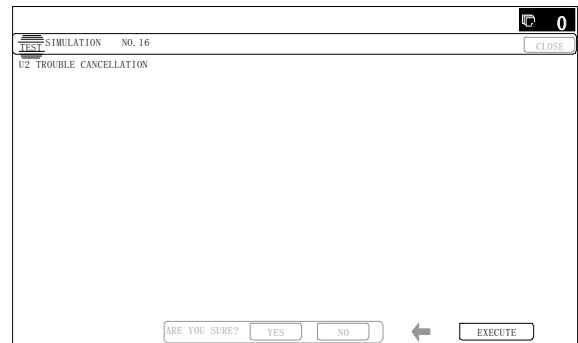 0
TEST SIMULATION NO.16
CLOSE
U2 TROUBLE CANCELLATION
ARE YOU SURE? YES NO EXECUTE